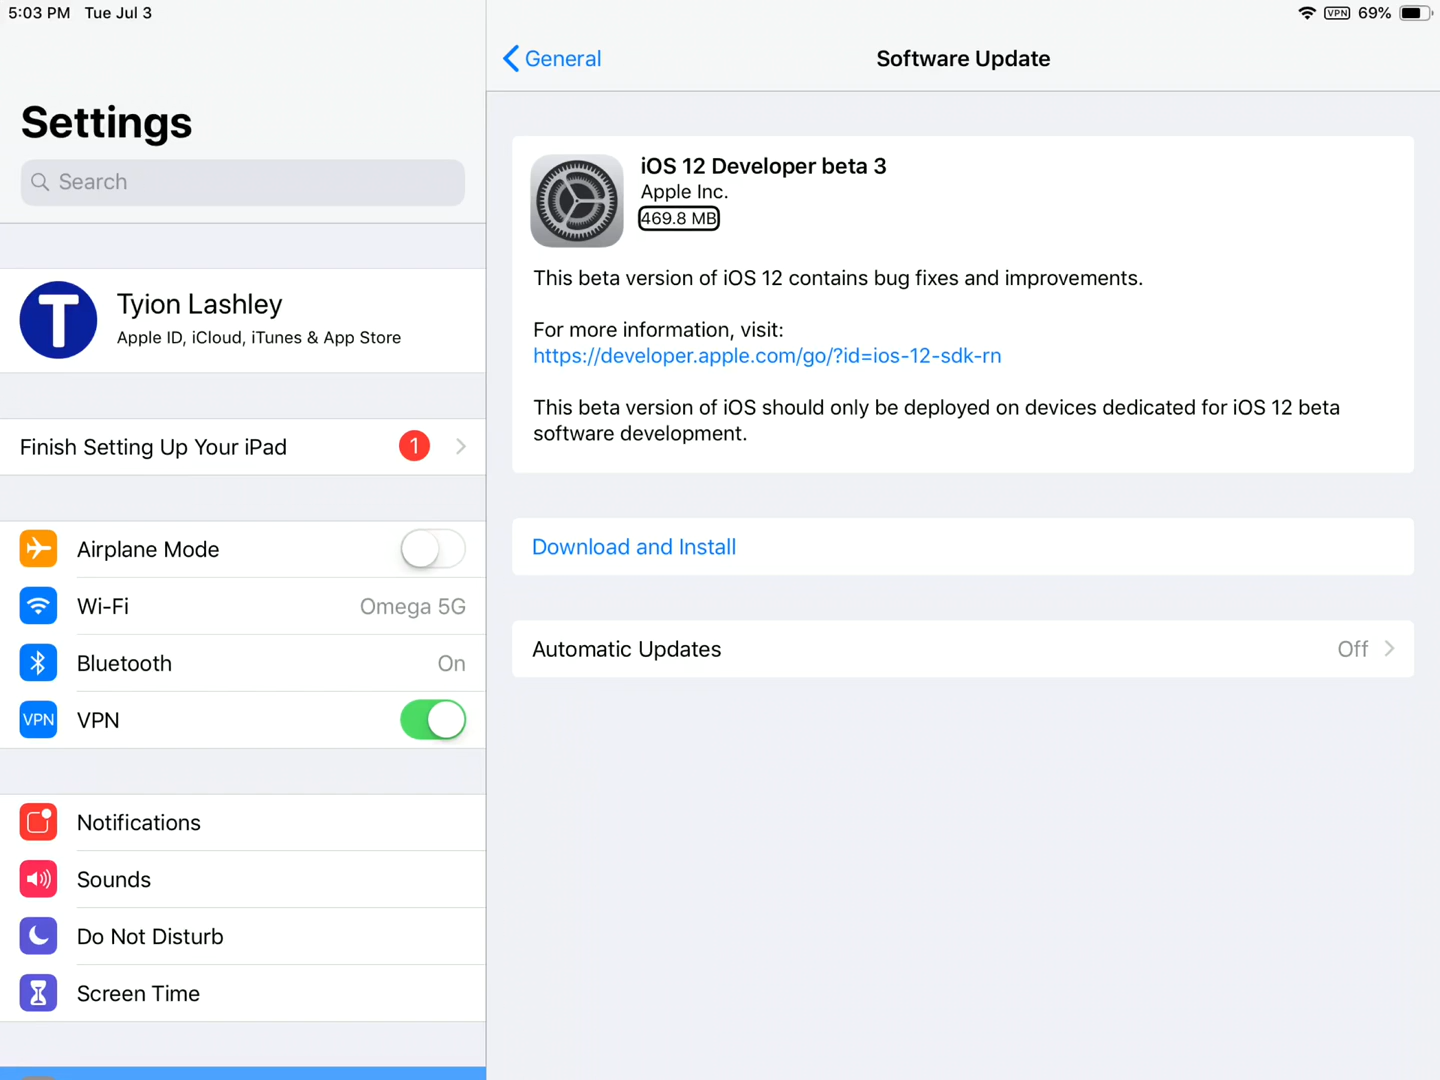 5:03 PM Tue Jul 3
VPN 69%
Settings
Search
T
Tyion Lashley
Apple ID, iCloud, iTunes & App Store
Finish Setting Up Your iPad 1
Airplane Mode
Wi-Fi Omega 5G
Bluetooth On
VPN VPN
Notifications
Sounds
Do Not Disturb
Screen Time
General
Software Update
iOS 12 Developer beta 3
Apple Inc.
469.8 MB
This beta version of iOS 12 contains bug fixes and improvements.
For more information, visit:
https://developer.apple.com/go/?id=ios-12-sdk-rn
This beta version of iOS should only be deployed on devices dedicated for iOS 12 beta
software development.
Download and Install
Automatic Updates Off